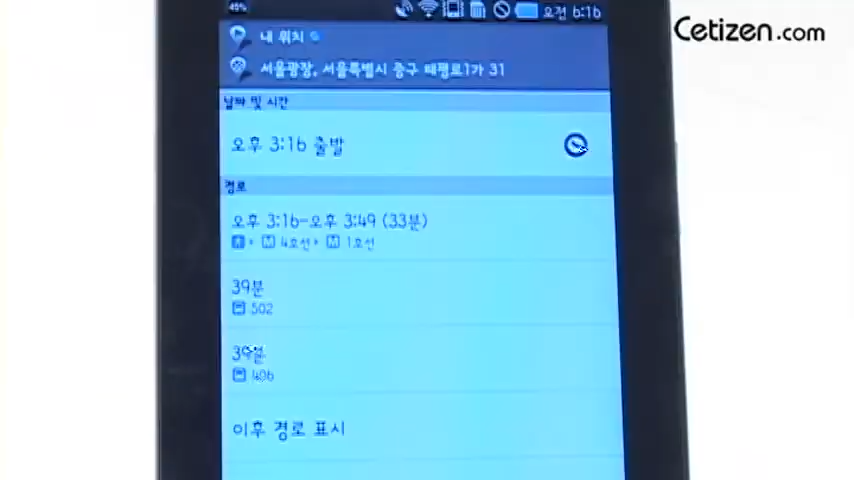 45%
오전 6:16
Cetizen.com
내 위치
서울광장, 서울특별시 중구 태평로1가 31
날짜 및 시간
오후 3:16 출발
경로
오후 3:16-오후 3:49 (33분)
M 4호선 M 1호선
39분
502
39분
406
이후 경로 표시